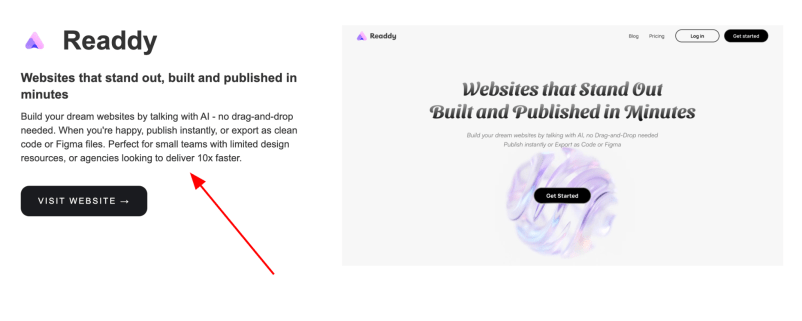 Readdy
Websites that stand out, built and published in
minutes
Build your dream websites by talking with AI - no drag-and-drop
needed. When you're happy, publish instantly, or export as clean
code or Figma files. Perfect for small teams with limited design
resources, or agencies looking to deliver 10x faster.
VISIT WEBSITE →
Readdy
Blog
Pricing
Log in
Get started
Websites that Stand Out
Built and Published in Minutes
Build your dream websites by talking with AI, no Drag-and-Drop needed
Publish instantly or Export as Code or Figma
Get Started